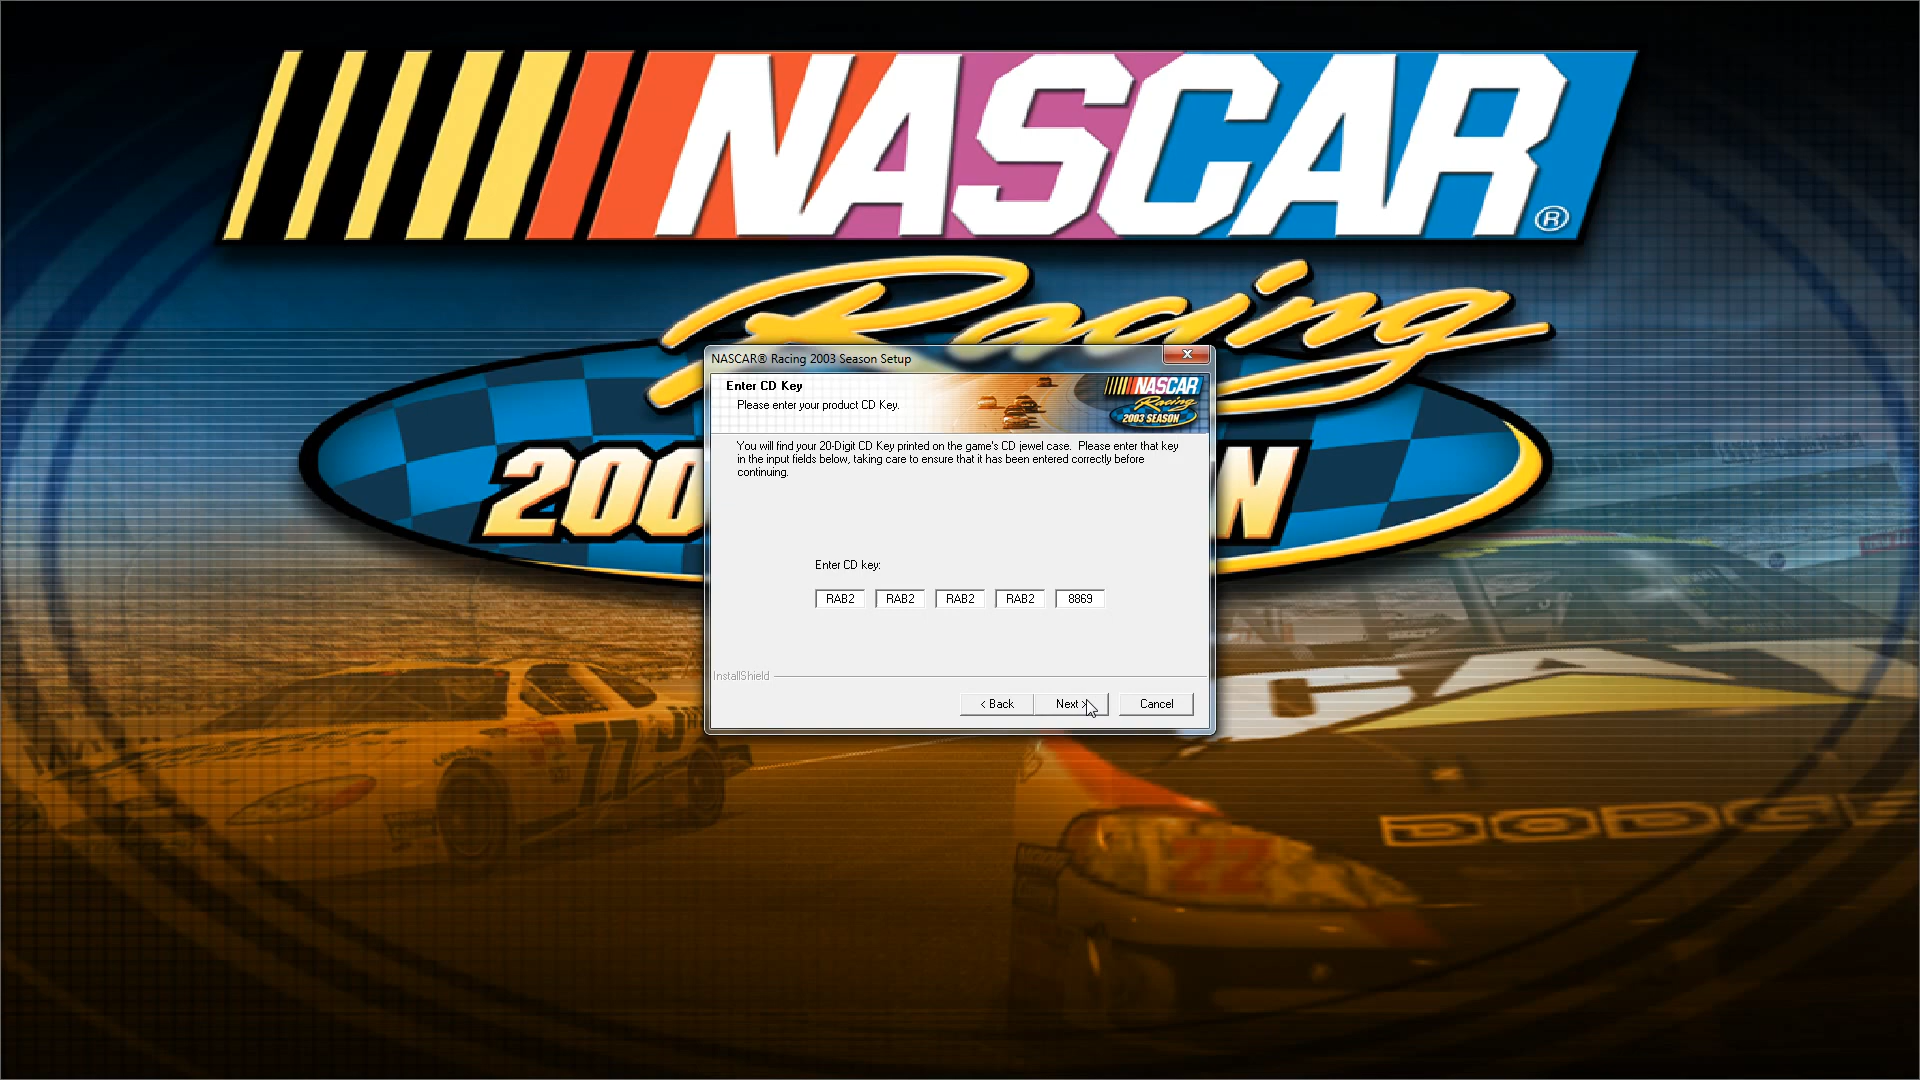 NASCAR®
Racing
200
N
NASCAR® Racing 2003 Season Setup
Enter CD Key
Please enter your product CD Key.
NASCAR
Racing
2003 SEASON
You will find your 20-Digit CD Key printed on the game's CD jewel case. Please enter that key
in the input fields below, taking care to ensure that it has been entered correctly before
continuing.
Enter CD key:
RAB2 RAB2 RAB2 RAB2 8869
InstallShield
< Back Next > Cancel
77
22
DODGE